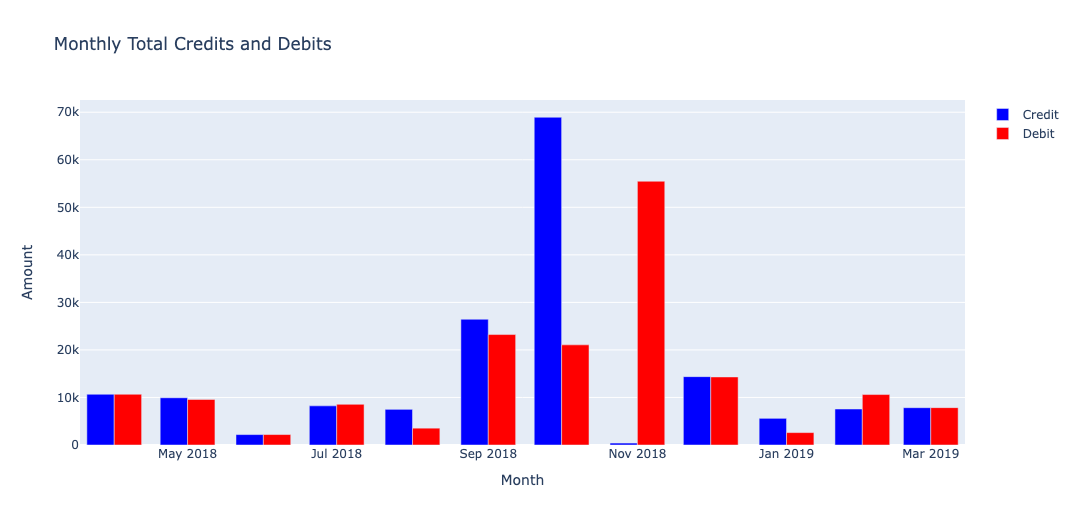 Monthly Total Credits and Debits
70k
60k
50k
40k
30k
20k
10k
0
Amount
May 2018
Jul 2018
Sep 2018
Nov 2018
Jan 2019
Mar 2019
Month
Credit
Debit